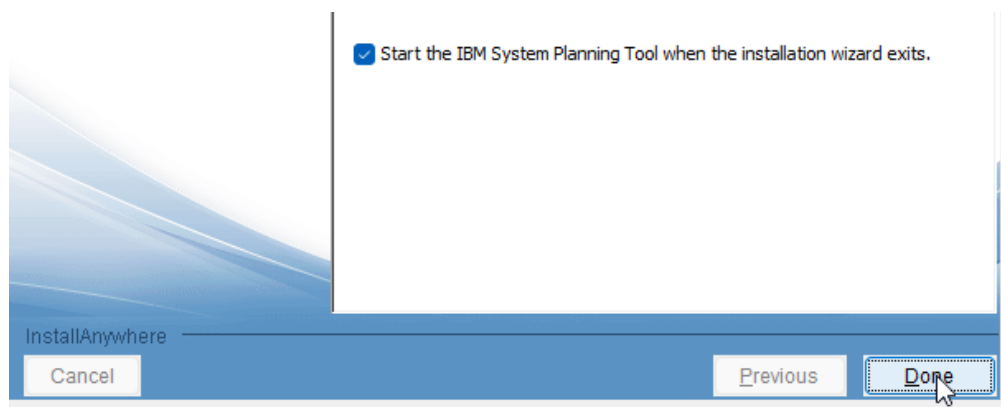 Start the IBM System Planning Tool when the installation wizard exits.
InstallAnywhere
Cancel
Previous
Done